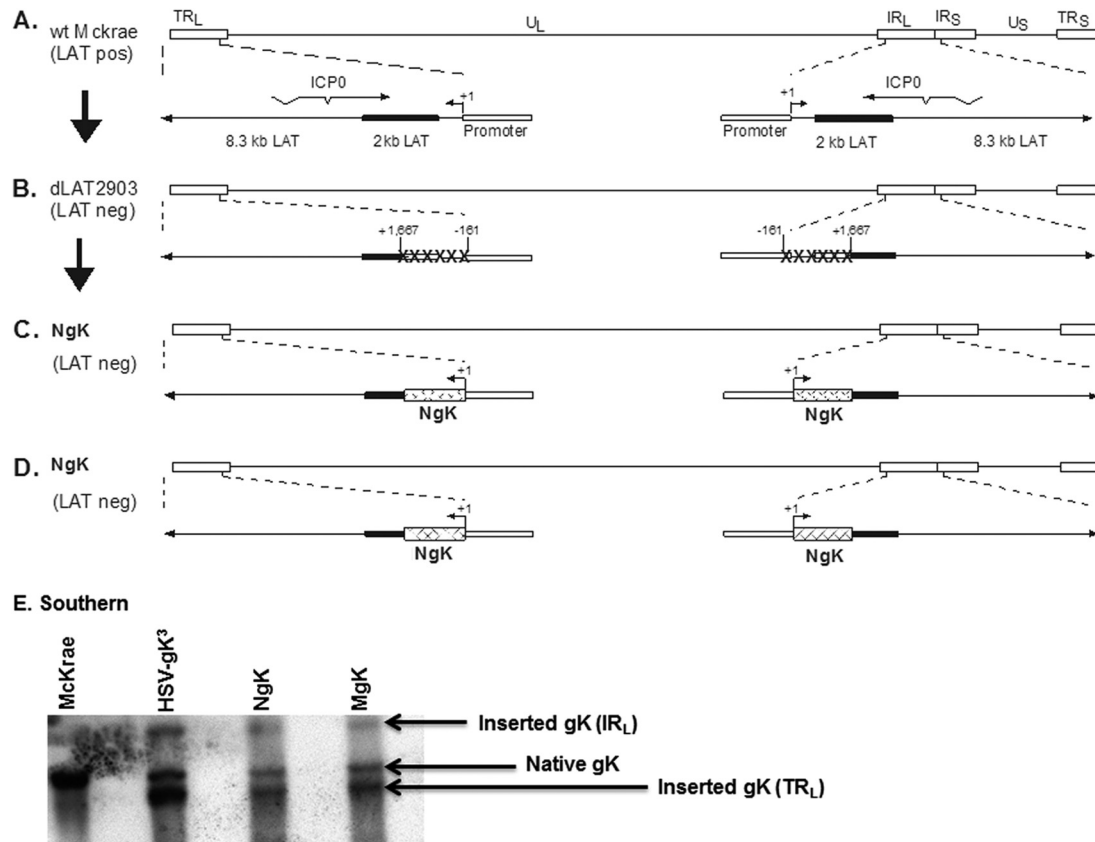 A. wt M ckrae
(LAT pos)
TRL UL IRL IRS US TRS
ICP0 +1 +1 ICP0
Promoter Promoter
8.3 kb LAT 2kb LAT 2 kb LAT 8.3 kb LAT
B. dLAT2903
(LAT neg)
+1,667 -161 -161 +1,667
XXXXXX XXXXXX
C. NgK
(LAT neg)
+1 +1
NgK NgK
D. NgK
(LAT neg)
+1 +1
NgK NgK
E. Southern
McKrae HSV-gK3 NgK MgK
Inserted gK (IRL)
Native gK
Inserted gK (TRL)